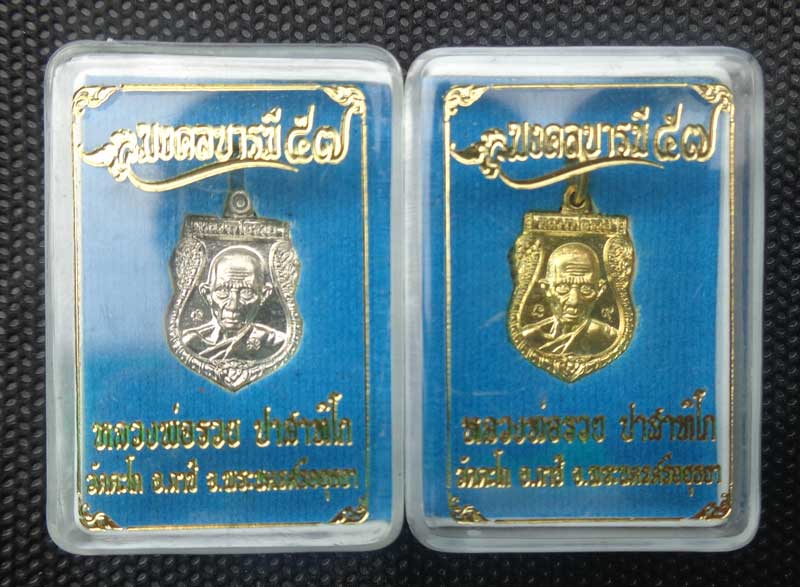 มงคลบารมี ๕๗
หลวงพ่อรวย ปาสาทิโก
วัดตะโก อ.ภาชี จ.พระนครศรีอยุธยา
มงคลบารมี ๕๗
หลวงพ่อรวย ปาสาทิโก
วัดตะโก อ.ภาชี จ.พระนครศรีอยุธยา